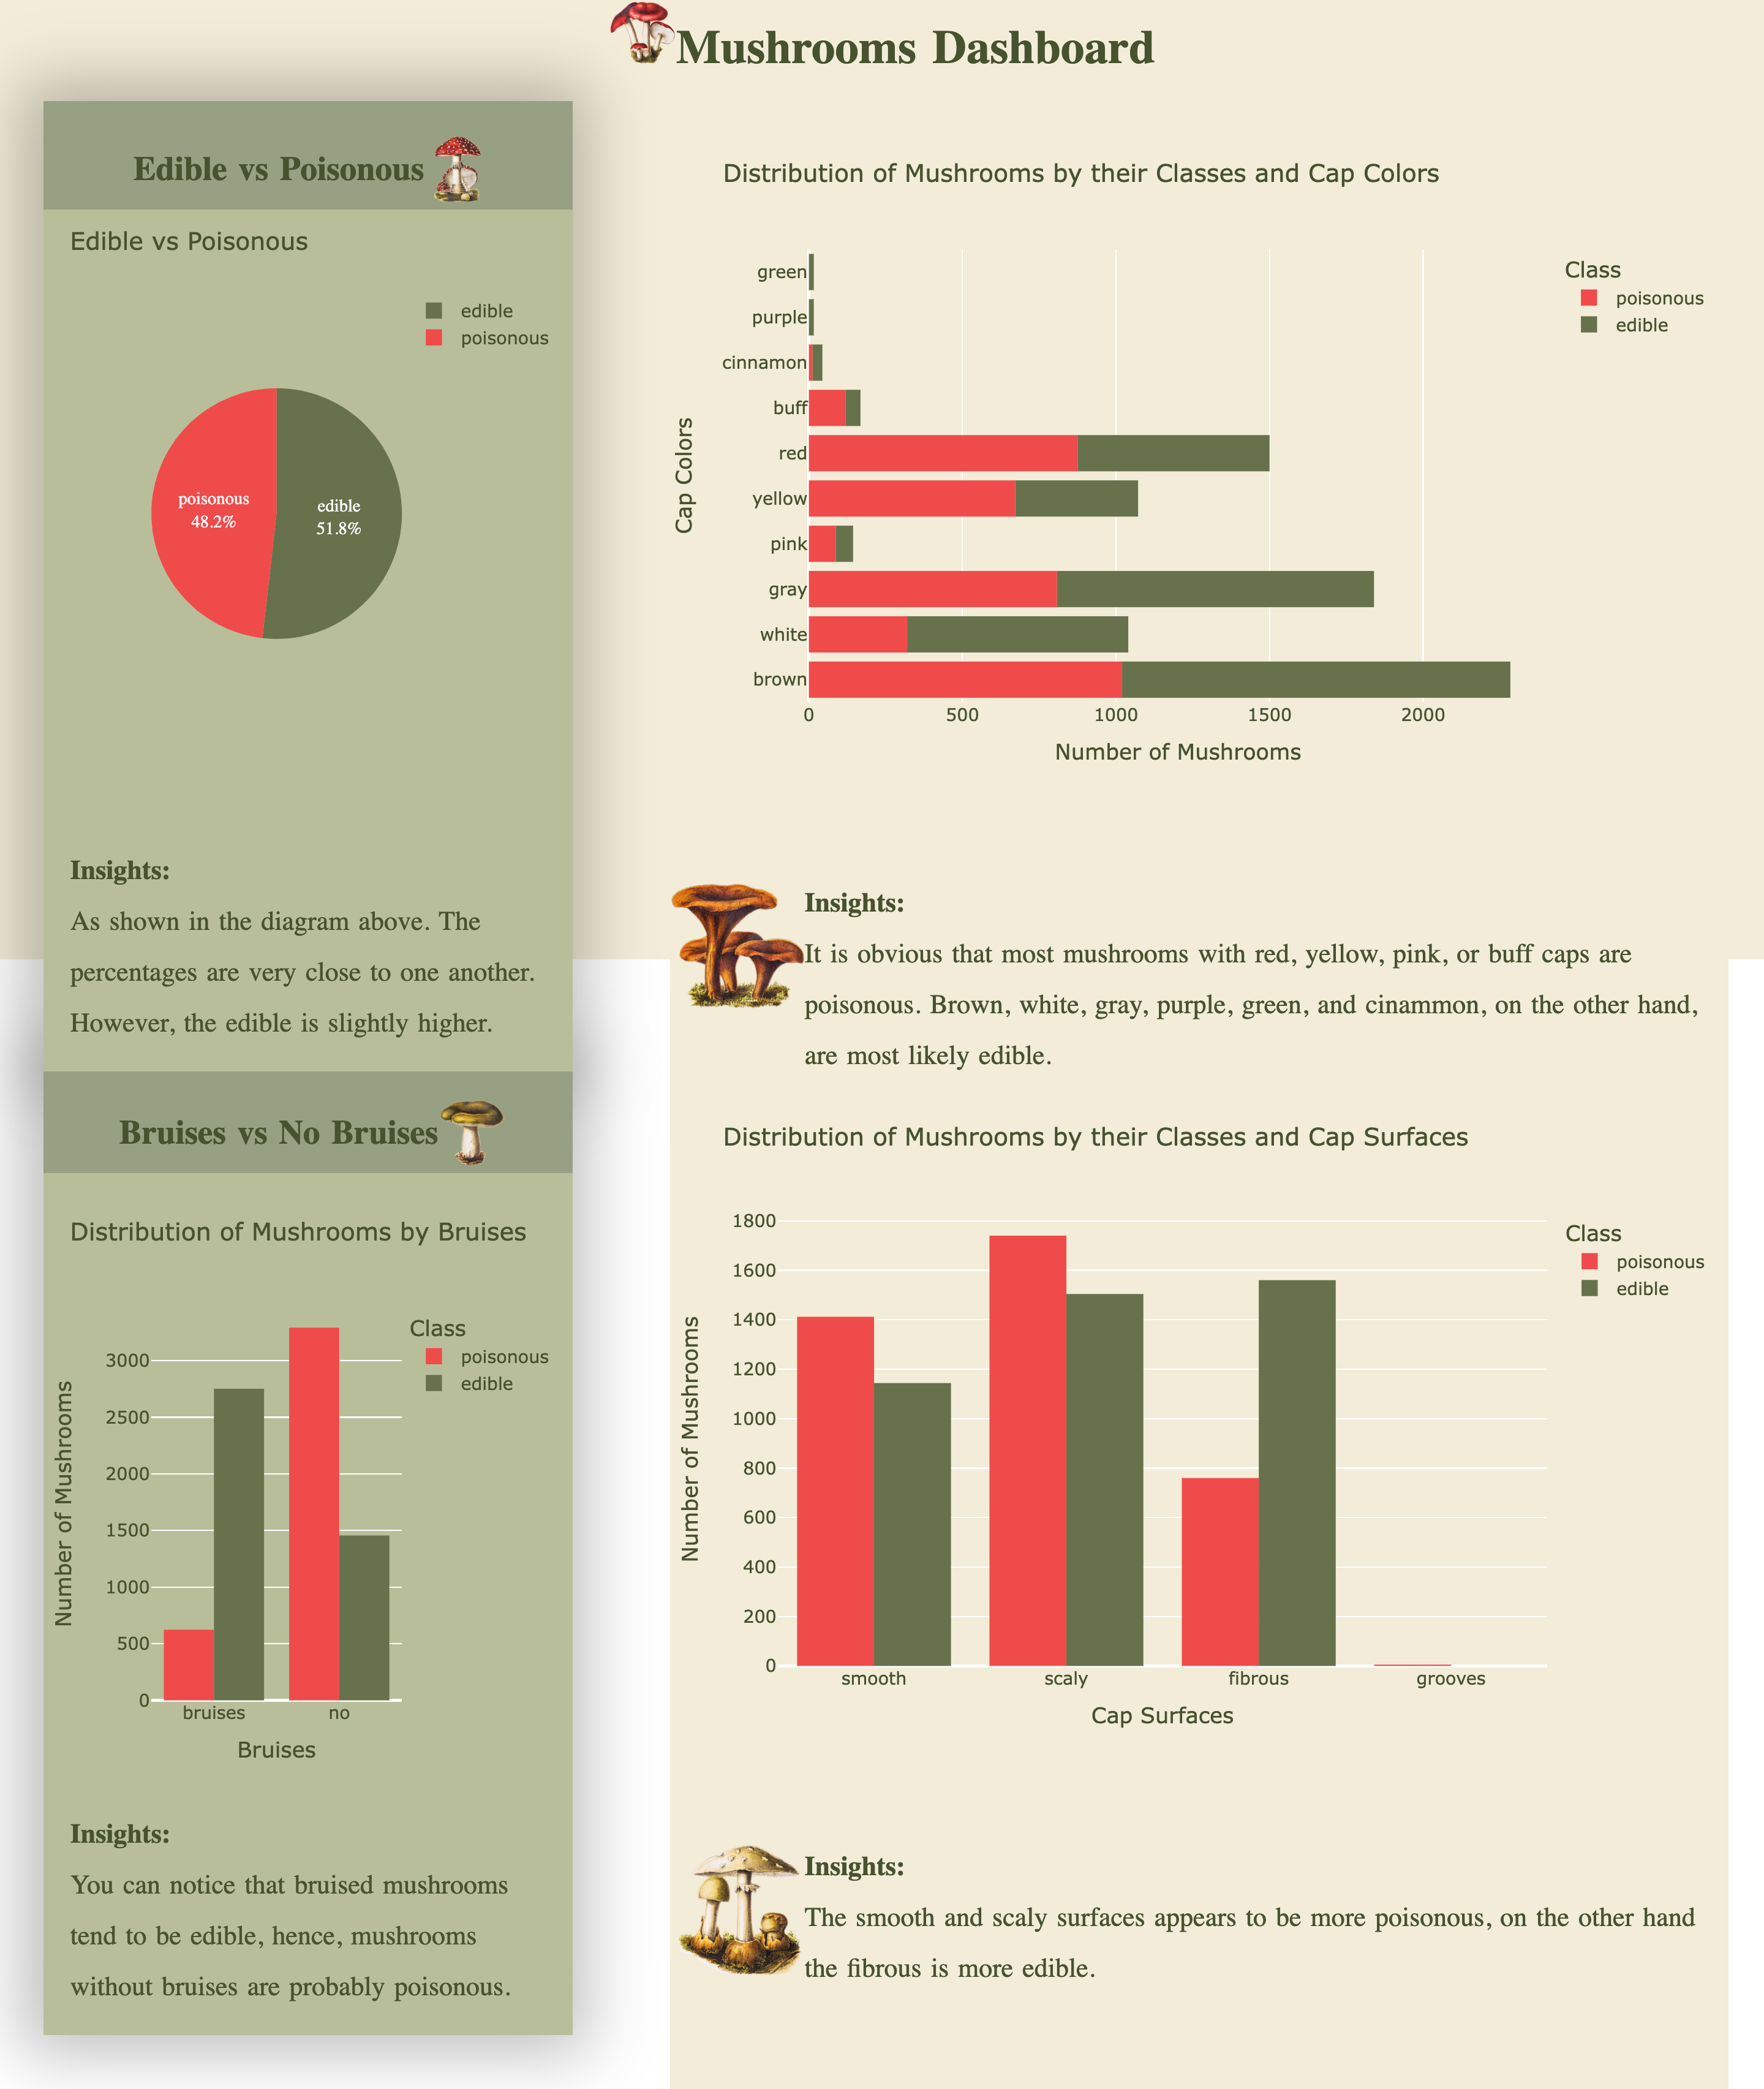 Mushrooms Dashboard
Edible vs Poisonous
Edible vs Poisonous
edible
poisonous
poisonous
48.2%
edible
51.8%
Insights:
As shown in the diagram above. The
percentages are very close to one another.
However, the edible is slightly higher.
Distribution of Mushrooms by their Classes and Cap Colors
Class
poisonous
edible
Cap Colors
green
purple
cinnamon
buff
red
yellow
pink
gray
white
brown
0 500 1000 1500 2000
Number of Mushrooms
Insights:
It is obvious that most mushrooms with red, yellow, pink, or buff caps are
poisonous. Brown, white, gray, purple, green, and cinammon, on the other hand,
are most likely edible.
Bruises vs No Bruises
Distribution of Mushrooms by Bruises
Class
poisonous
edible
Number of Mushrooms
3000
2500
2000
1500
1000
500
0
bruises no
Bruises
Insights:
You can notice that bruised mushrooms
tend to be edible, hence, mushrooms
without bruises are probably poisonous.
Distribution of Mushrooms by their Classes and Cap Surfaces
Class
poisonous
edible
Number of Mushrooms
1800
1600
1400
1200
1000
800
600
400
200
0
smooth scaly fibrous grooves
Cap Surfaces
Insights:
The smooth and scaly surfaces appears to be more poisonous, on the other hand
the fibrous is more edible.